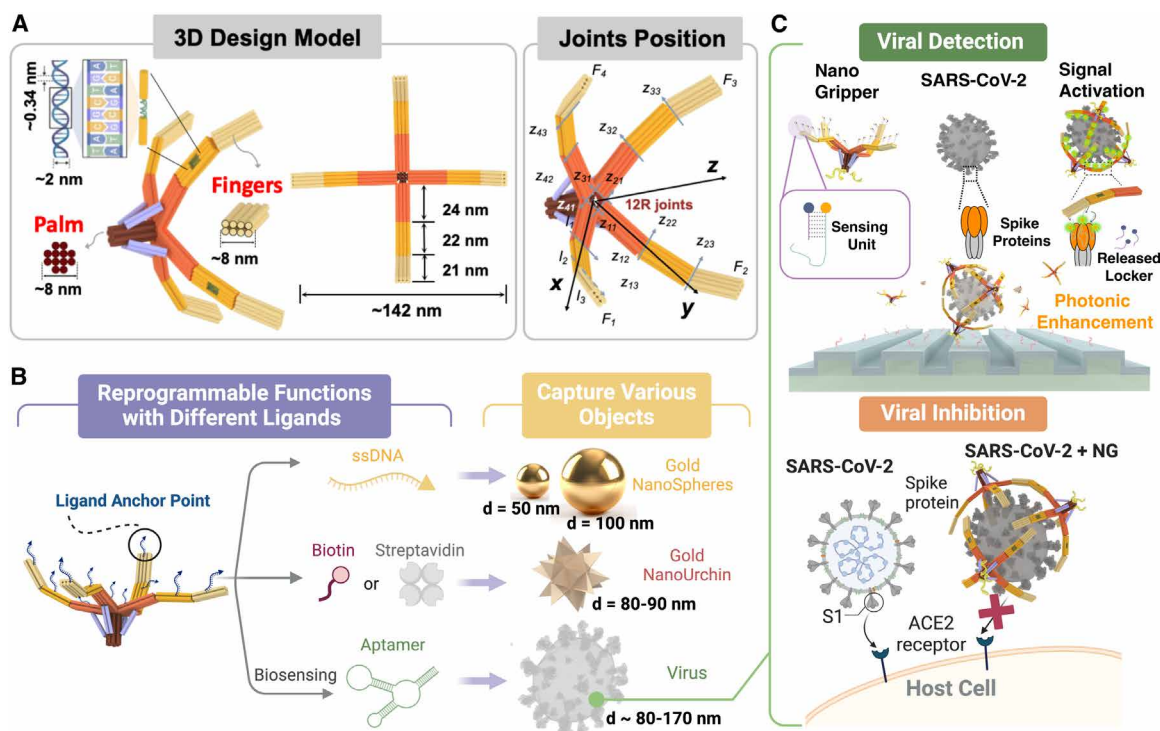 A
3D Design Model
~0.34 nm
~2 nm
Palm
~8 nm
Fingers
~8 nm
24 nm
22 nm
21 nm
~142 nm
Joints Position
F4
F3
z33
z43
z32
z42
z31
z21
z
z41
12R joints
z11
z22
l1
l2
z12
z23
l3
z13
F2
x
y
F1
B
Reprogrammable Functions
with Different Ligands
Capture Various
Objects
Ligand Anchor Point
ssDNA
Gold
NanoSpheres
d = 50 nm
d = 100 nm
Biotin
or
Streptavidin
Gold
NanoUrchin
d = 80-90 nm
Biosensing
Aptamer
Virus
d ~ 80-170 nm
C
Viral Detection
Nano
Gripper
SARS-CoV-2
Signal
Activation
Sensing
Unit
Spike
Proteins
Released
Locker
Photonic
Enhancement
Viral Inhibition
SARS-CoV-2
SARS-CoV-2 + NG
Spike
protein
S1
ACE2
receptor
Host Cell